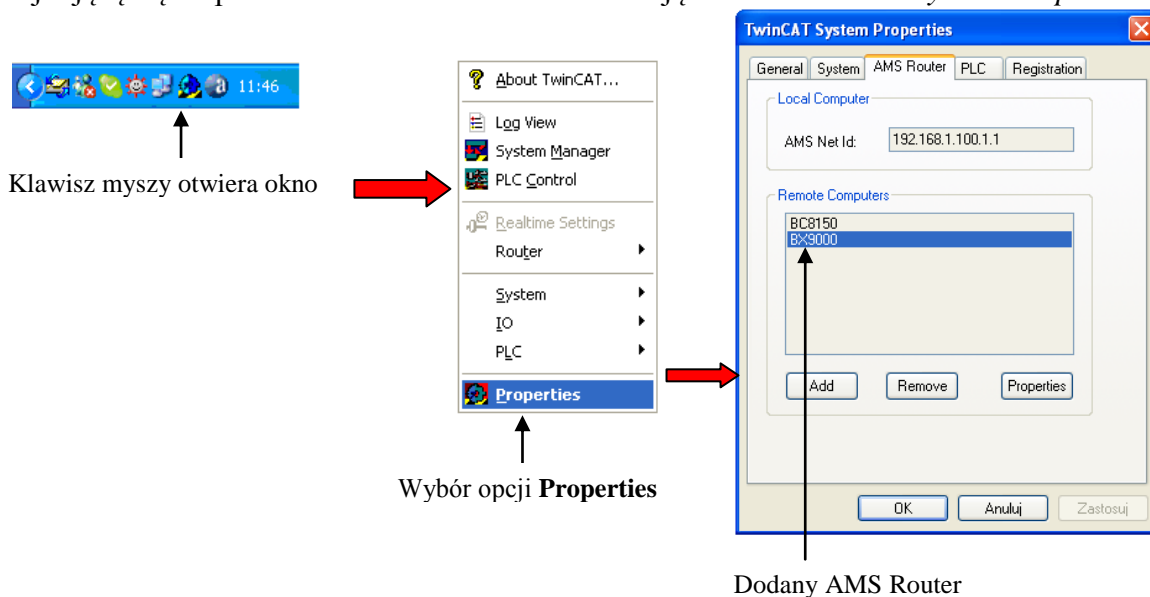 TwinCAT System Properties
General System AMS Router PLC Registration
Local Computer
AMS Net Id: 192.168.1.100.1.1
Remote Computers
BC8150
BX9000
Add Remove Properties
OK Anuluj Zastosuj
11:46
Klawisz myszy otwiera okno
About TwinCAT...
Log View
System Manager
PLC Control
Realtime Settings
Router
System
IO
PLC
Properties
Wybór opcji Properties
Dodany AMS Router